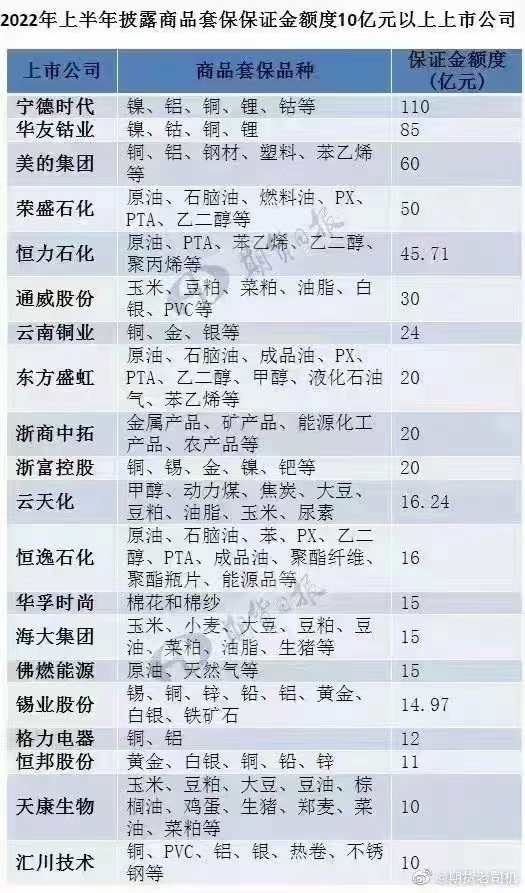 2022年上半年披露商品套保保证金额度10亿元以上上市公司
上市公司 商品套保品种 保证金额度
(亿元)
宁德时代 镍、铝、铜、锂、钴等 110
华友钴业 镍、钴、铜、锂 85
美的集团 铜、铝、钢材、塑料、苯乙烯 60
等
荣盛石化 原油、石脑油、燃料油、PX、 50
PTA、乙二醇等
恒力石化 原油、PTA、苯乙烯、乙二醇、 45.71
聚丙烯等
通威股份 玉米、豆粕、菜粕、油脂、白 30
银、PVC等
云南铜业 铜、金、银等 24
东方盛虹 原油、石脑油、成品油、PX、 20
PTA、乙二醇、甲醇、液化石油
气、苯乙烯等
浙商中拓 金属产品、矿产品、能源化工 20
产品、农产品等
浙富控股 铜、锡、金、镍、钯等 20
云天化 甲醇、动力煤、焦炭、大豆、 16.24
豆粕、油脂、玉米、尿素
恒逸石化 原油、石脑油、苯、PX、乙二 16
醇、PTA、成品油、聚酯纤维、
聚酯瓶片、能源品等
华孚时尚 棉花和棉纱 15
海大集团 玉米、小麦、大豆、豆粕、豆 15
油、菜粕、油脂、生猪等
佛燃能源 原油、天然气等 15
锡业股份 锡、铜、锌、铅、铝、黄金、 14.97
白银、铁矿石
格力电器 铜、铝 12
恒邦股份 黄金、白银、铜、铅、锌 11
天康生物 玉米、豆粕、大豆、豆油、棕 10
榈油、鸡蛋、生猪、郑麦、菜
油、菜粕等
汇川技术 铜、PVC、铝、银、热卷、不锈 10
钢等
期货日报
期货日报
@期货老司机